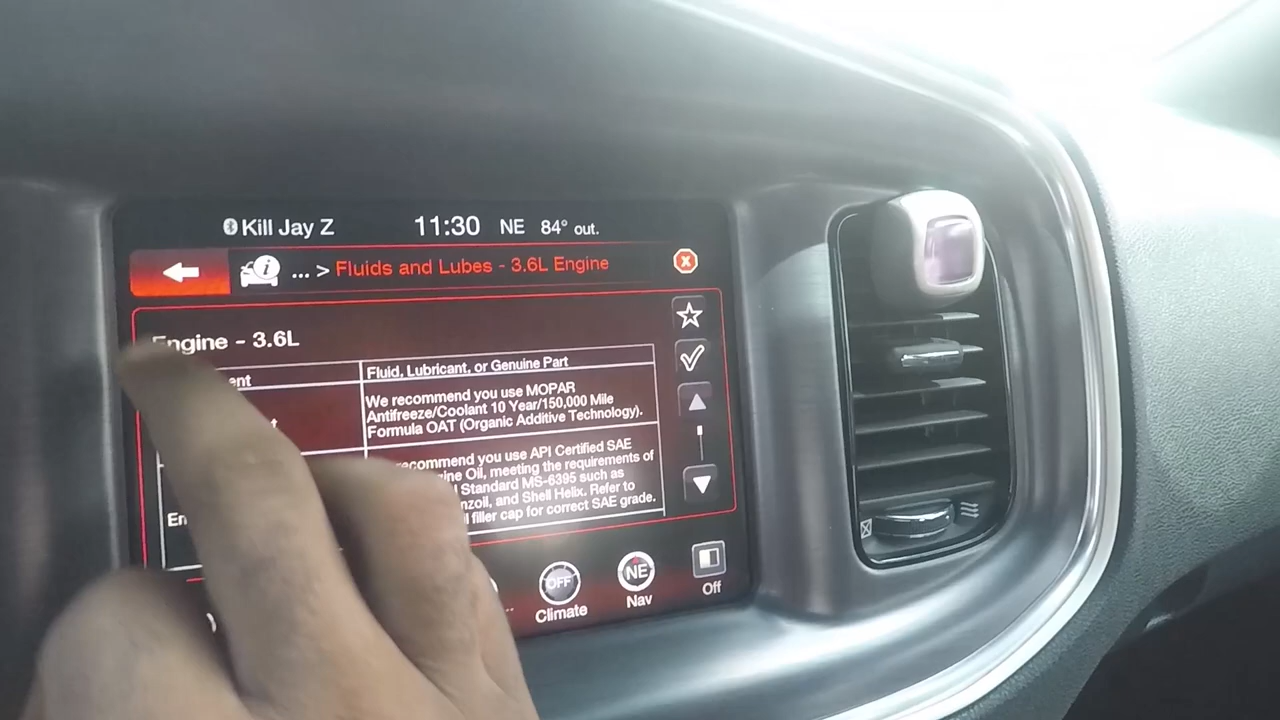 Kill Jay Z 11:30 NE 84° out.
... > Fluids and Lubes - 3.6L Engine
Engine - 3.6L
Fluid, Lubricant, or Genuine Part
We recommend you use MOPAR
Antifreeze/Coolant 10 Year/150,000 Mile
Formula OAT (Organic Additive Technology).
you use API Certified SAE
Oil, meeting the requirements of
Standard MS-6395 such as
and Shell Helix. Refer to
filler cap for correct SAE grade.
OFF
Climate
NE
Nav
Off